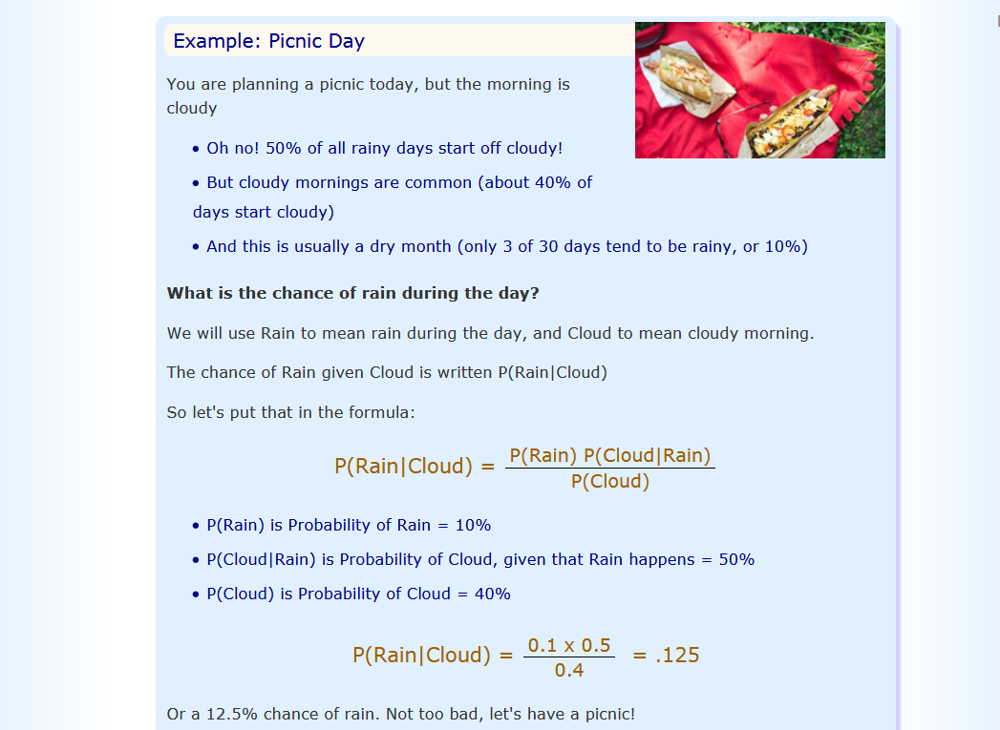 Example: Picnic Day
You are planning a picnic today, but the morning is
cloudy
• Oh no! 50% of all rainy days start off cloudy!
• But cloudy mornings are common (about 40% of
days start cloudy)
• And this is usually a dry month (only 3 of 30 days tend to be rainy, or 10%)
What is the chance of rain during the day?
We will use Rain to mean rain during the day, and Cloud to mean cloudy morning.
The chance of Rain given Cloud is written P(Rain|Cloud)
So let's put that in the formula:
P(Rain|Cloud) = P(Rain) P(Cloud|Rain)
P(Cloud)
• P(Rain) is Probability of Rain = 10%
• P(Cloud|Rain) is Probability of Cloud, given that Rain happens = 50%
• P(Cloud) is Probability of Cloud = 40%
P(Rain|Cloud) = 0.1 x 0.5 = .125
0.4
Or a 12.5% chance of rain. Not too bad, let's have a picnic!